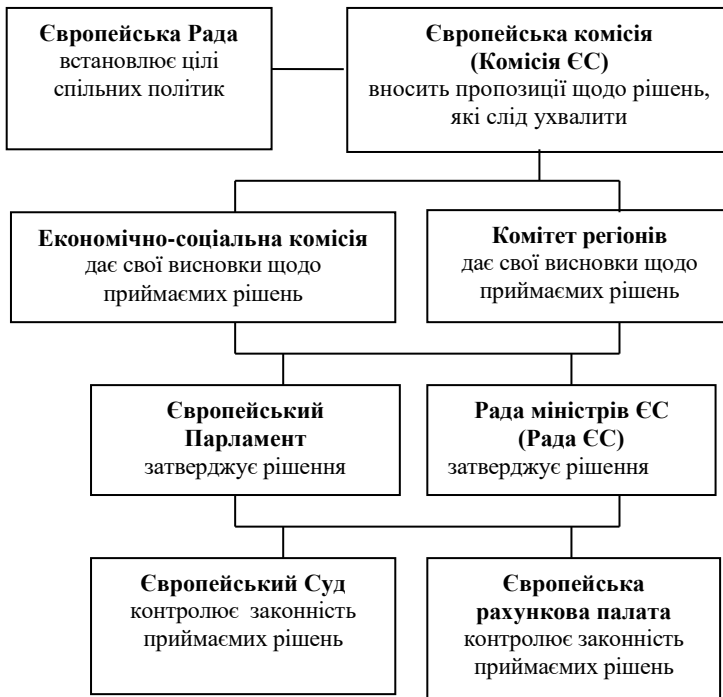 Європейська Рада
встановлює цілі
спільних політик
Європейська комісія
(Комісія ЄС)
вносить пропозиції щодо рішень,
які слід ухвалити
Економічно-соціальна комісія
дає свої висновки щодо
приймаємих рішень
Комітет регіонів
дає свої висновки щодо
приймаємих рішень
Європейський
Парламент
затверджує рішення
Рада міністрів ЄС
(Рада ЄС)
затверджує рішення
Європейський Суд
контролює законність
приймаємих рішень
Європейська
рахункова палата
контролює законність
приймаємих рішень